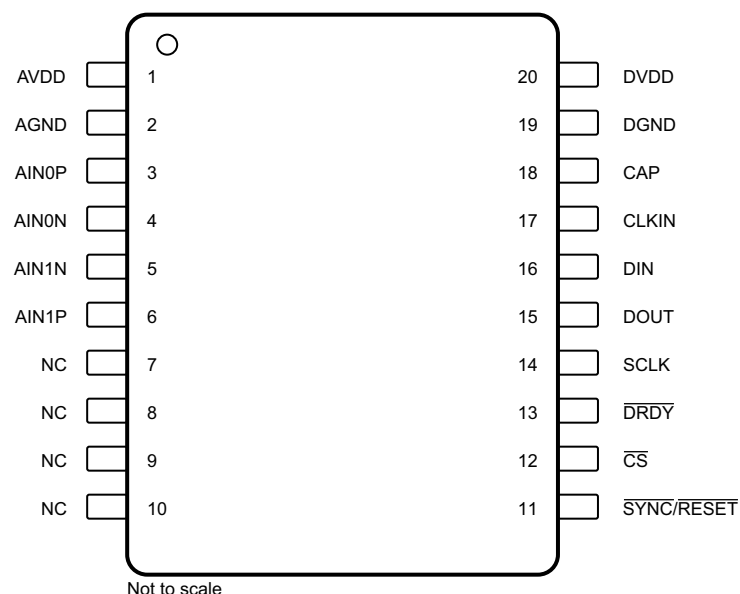 AVDD 1 20 DVDD
AGND 2 19 DGND
AIN0P 3 18 CAP
AIN0N 4 17 CLKIN
AIN1N 5 16 DIN
AIN1P 6 15 DOUT
NC 7 14 SCLK
NC 8 13 DRDY
NC 9 12 CS
NC 10 11 SYNC/RESET
Not to scale